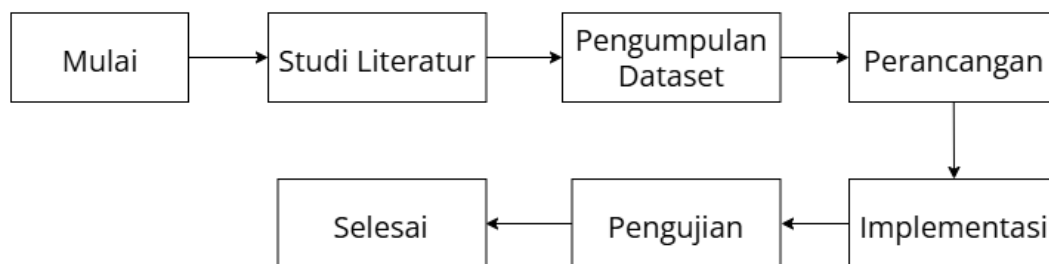 Mulai
Studi Literatur
Pengumpulan
Dataset
Perancangan
Implementasi
Pengujian
Selesai